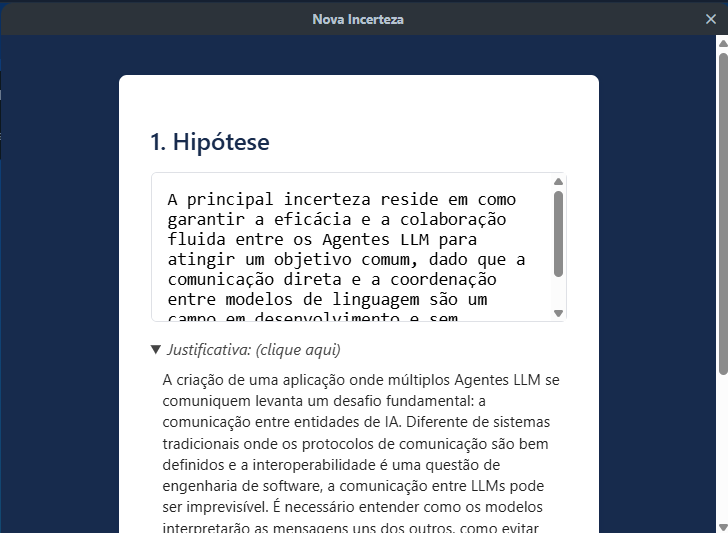 Nova Incerteza
1. Hipótese
A principal incerteza reside em como
garantir a eficácia e a colaboração
fluida entre os Agentes LLM para
atingir um objetivo comum, dado que a
comunicação direta e a coordenação
entre modelos de linguagem são um
campo em desenvolvimento e sem
▼ Justificativa: (clique aqui)
A criação de uma aplicação onde múltiplos Agentes LLM se
comuniquem levanta um desafio fundamental: a
comunicação entre entidades de IA. Diferente de sistemas
tradicionais onde os protocolos de comunicação são bem
definidos e a interoperabilidade é uma questão de
engenharia de software, a comunicação entre LLMs pode
ser imprevisível. É necessário entender como os modelos
interpretarão as mensagens uns dos outros, como evitar